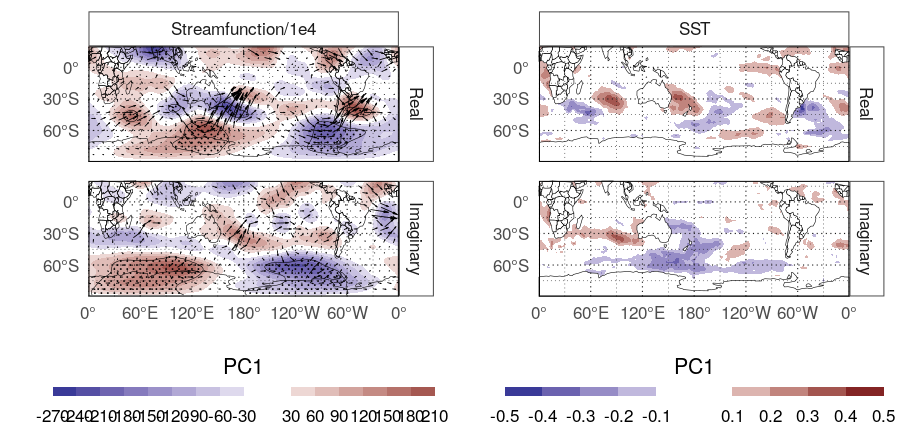 Streamfunction/1e4
SST
0°
30°S
60°S
Real
0°
30°S
60°S
Real
0°
30°S
60°S
Imaginary
0°
30°S
60°S
Imaginary
0° 60°E 120°E 180° 120°W 60°W 0°
0° 60°E 120°E 180° 120°W 60°W 0°
PC1
PC1
-270 -240 -210 -180 -150 -120 -90 -60 -30 30 60 90 120 150 180 210
-0.5 -0.4 -0.3 -0.2 -0.1 0.1 0.2 0.3 0.4 0.5